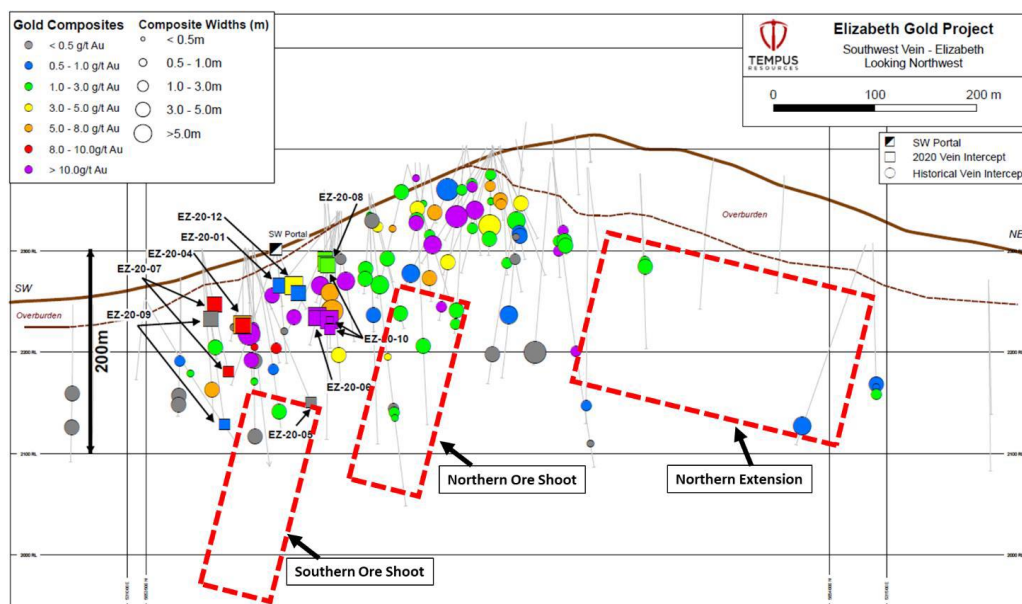 Gold Composites
< 0.5 g/t Au
0.5 - 1.0 g/t Au
1.0 - 3.0 g/t Au
3.0 - 5.0 g/t Au
5.0 - 8.0 g/t Au
8.0 - 10.0g/t Au
> 10.0g/t Au
Composite Widths (m)
< 0.5m
0.5 - 1.0m
1.0 - 3.0m
3.0 - 5.0m
>5.0m
TEMPUS
RESOURCES
Elizabeth Gold Project
Southwest Vein - Elizabeth
Looking Northwest
0 100 200 m
SW Portal
2020 Vein Intercept
Historical Vein Intercep
EZ-20-08
EZ-20-12
EZ-20-01
SW Portal
EZ-20-04
EZ-20-07
EZ-20-09
EZ-20-10
EZ-20-06
EZ-20-05
SW
NE
Overburden
Overburden
200m
2100 RL
Northern Ore Shoot
Northern Extension
Southern Ore Shoot